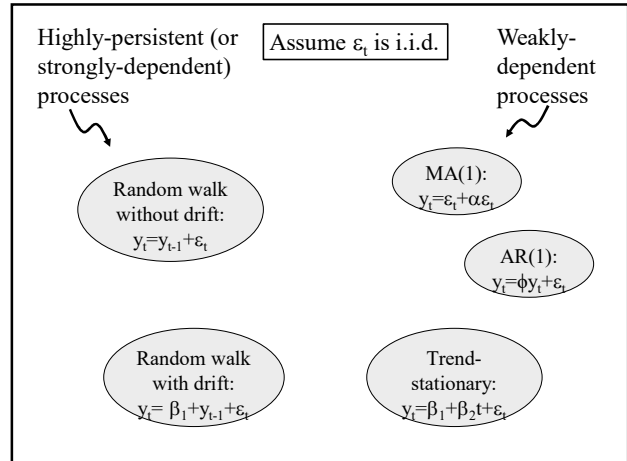 Highly-persistent (or
strongly-dependent)
processes
Assume εₜ is i.i.d.
Weakly-
dependent
processes
Random walk
without drift:
yₜ=yₜ₋₁+εₜ
MA(1):
yₜ=εₜ+αεₜ
AR(1):
yₜ=ϕyₜ+εₜ
Random walk
with drift:
yₜ= β₁+yₜ₋₁+εₜ
Trend-
stationary:
yₜ=β₁+β₂t+εₜ